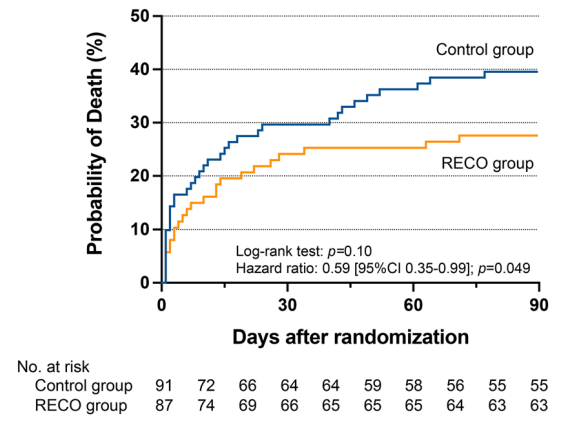 Probability of Death (%)
50
40
30
20
10
0
Control group
RECO group
Log-rank test: p=0.10
Hazard ratio: 0.59 [95%CI 0.35-0.99]; p=0.049
0 30 60 90
Days after randomization
No. at risk
Control group 91 72 66 64 64 59 58 56 55 55
RECO group 87 74 69 66 65 65 65 64 63 63